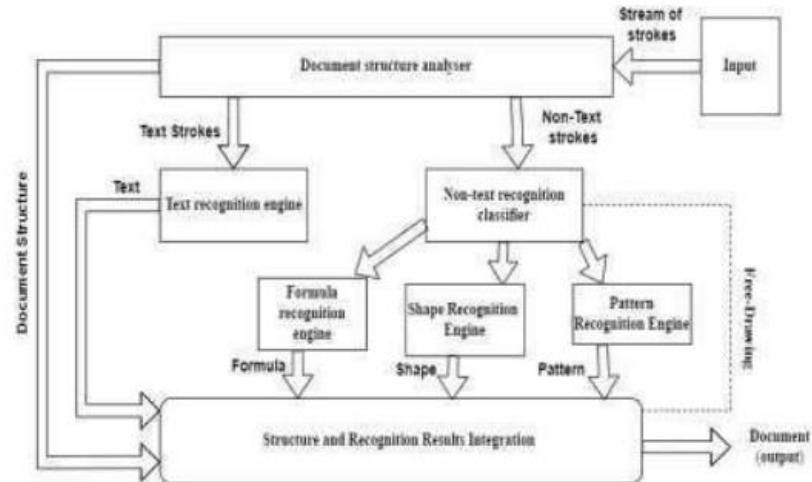 Stream of
strokes
Document structure analyser
Input
Text Strokes
Non-Text
strokes
Text
Text recognition engine
Non-text recognition
classifier
Document Structure
Free-Drawing
Formula
recognition
engine
Shape Recognition
Engine
Pattern
Recognition Engine
Formula
Shape
Pattern
Structure and Recognition Results Integration
Document
(output)